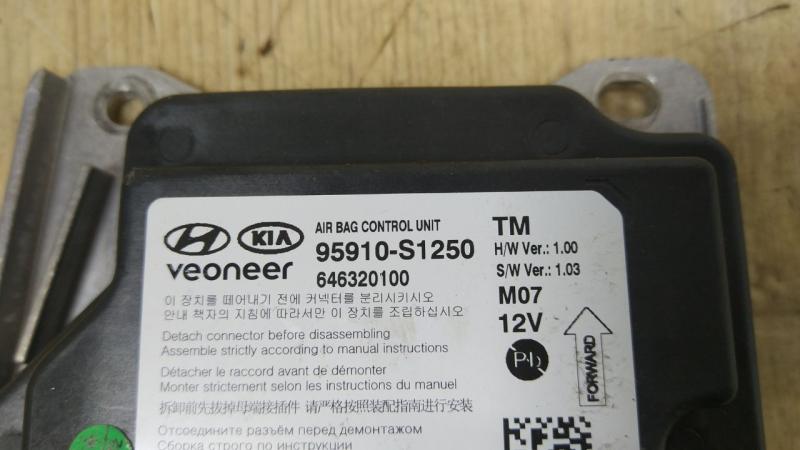 AIR BAG CONTROL UNIT
KIA 95910-S1250
veoneer 646320100
TM
H/W Ver.: 1.00
S/W Ver.: 1.03
M07
12V
FORWARD
이 장치를 떼어내기 전에 커넥터를 분리시키시오
안내 책자의 지침에 따라서만 이 장치를 조립하십시오
Detach connector before disassembling
Assemble strictly according to manual instructions
Détacher le raccord avant de démonter
Monter strictement selon les instructions du manuel
拆卸前先拔掉母端接插件 请严格按照装配指南进行安装
Отсоедините разъём перед демонтажом
Сборка строго по инструкции